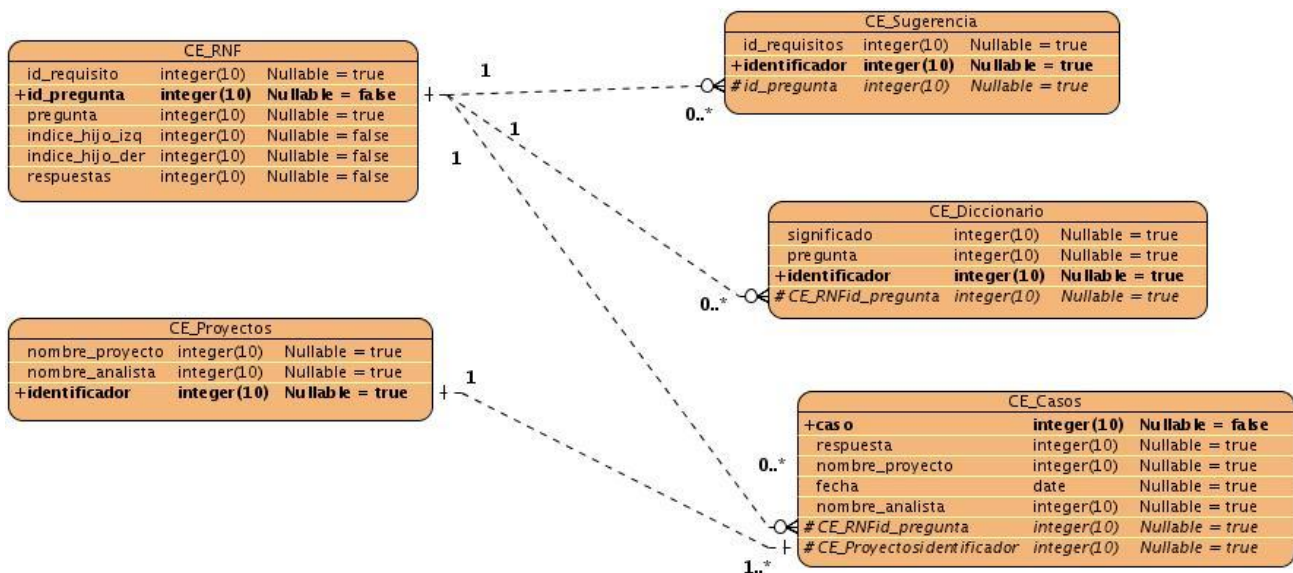 CE_RNF
id_requisito integer(10) Nullable = true
+id_pregunta integer(10) Nullable = false
pregunta integer(10) Nullable = true
indice_hijo_izq integer(10) Nullable = false
indice_hijo_der integer(10) Nullable = false
respuestas integer(10) Nullable = false
1
1
1
CE_Sugerencia
id_requisitos integer(10) Nullable = true
+identificador integer(10) Nullable = true
#id_pregunta integer(10) Nullable = true
0..*
CE_Diccionario
significado integer(10) Nullable = true
pregunta integer(10) Nullable = true
+identificador integer(10) Nullable = true
#CE_RNFid_pregunta integer(10) Nullable = true
0..*
CE_Proyectos
nombre_proyecto integer(10) Nullable = true
nombre_analista integer(10) Nullable = true
+identificador integer(10) Nullable = true
1
CE_Casos
+caso integer(10) Nullable = false
respuesta integer(10) Nullable = true
nombre_proyecto integer(10) Nullable = true
fecha date Nullable = true
nombre_analista integer(10) Nullable = true
#CE_RNFid_pregunta integer(10) Nullable = true
#CE_Proyectosidentificador integer(10) Nullable = true
0..*
1..*